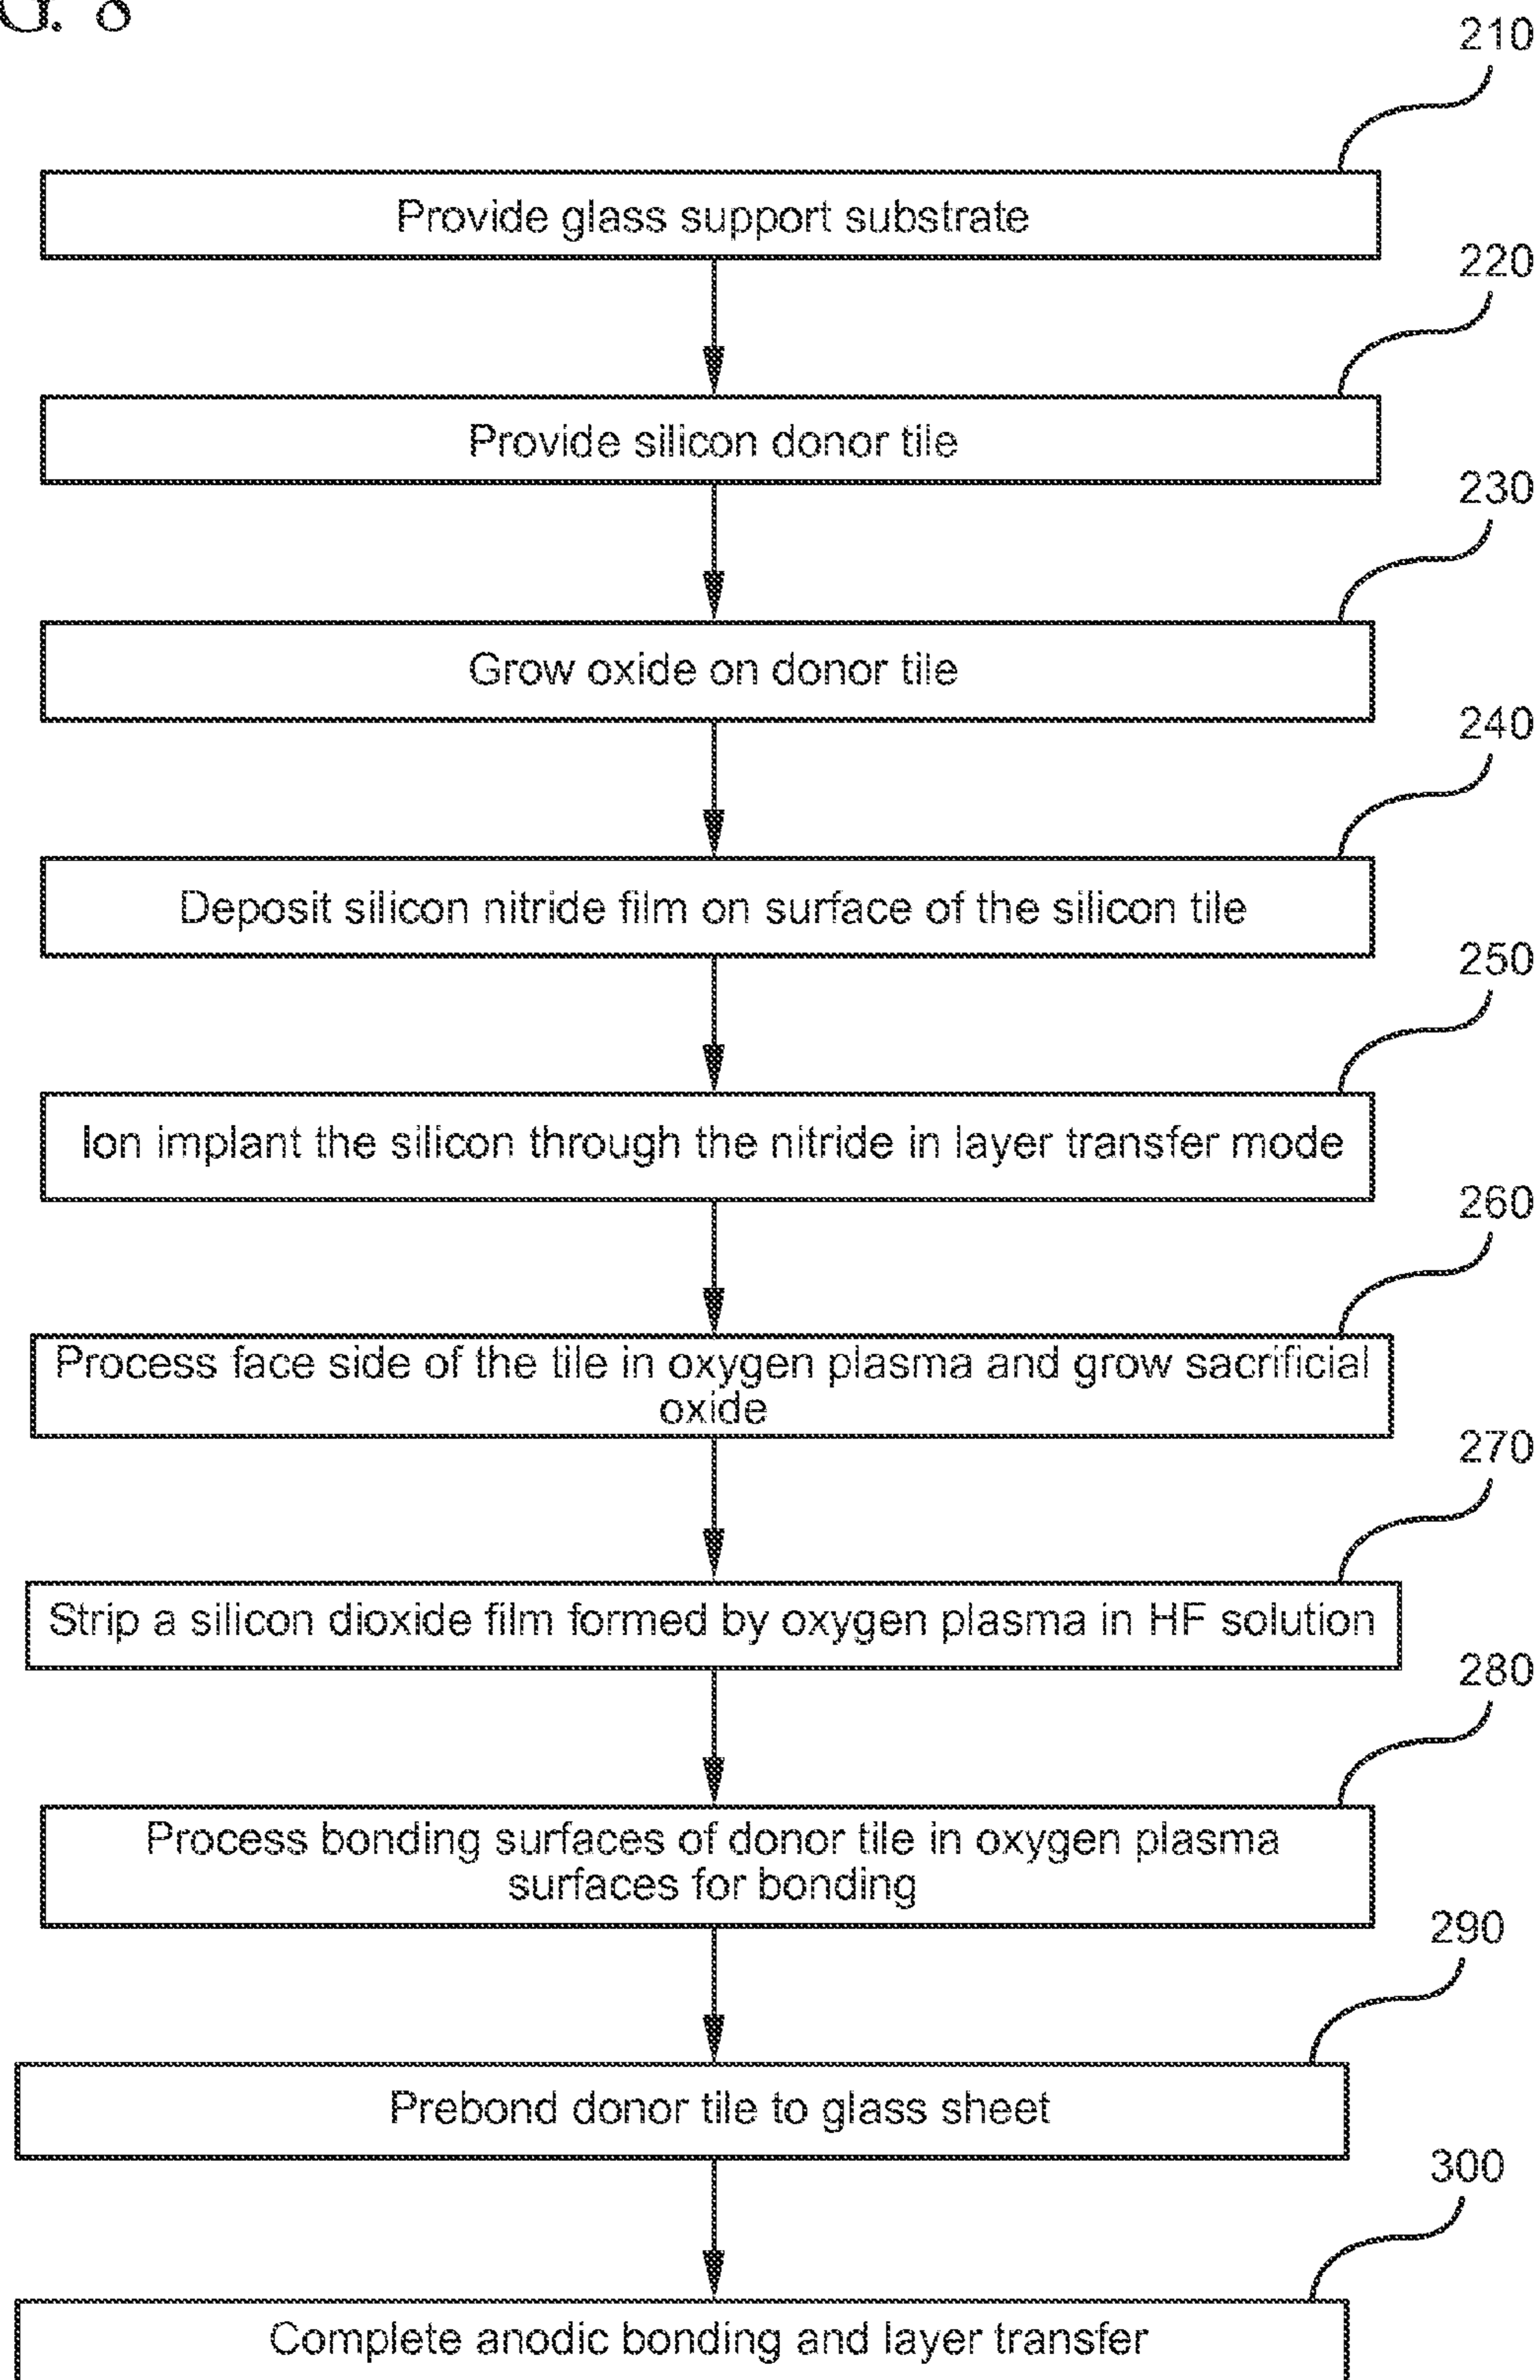 G. 8
210
Provide glass support substrate
220
Provide silicon donor tile
230
Grow oxide on donor tile
240
Deposit silicon nitride film on surface of the silicon tile
250
Ion implant the silicon through the nitride in layer transfer mode
260
Process face side of the tile in oxygen plasma and grow sacrificial
oxide
270
Strip a silicon dioxide film formed by oxygen plasma in HF solution
280
Process bonding surfaces of donor tile in oxygen plasma
surfaces for bonding
290
Prebond donor tile to glass sheet
300
Complete anodic bonding and layer transfer